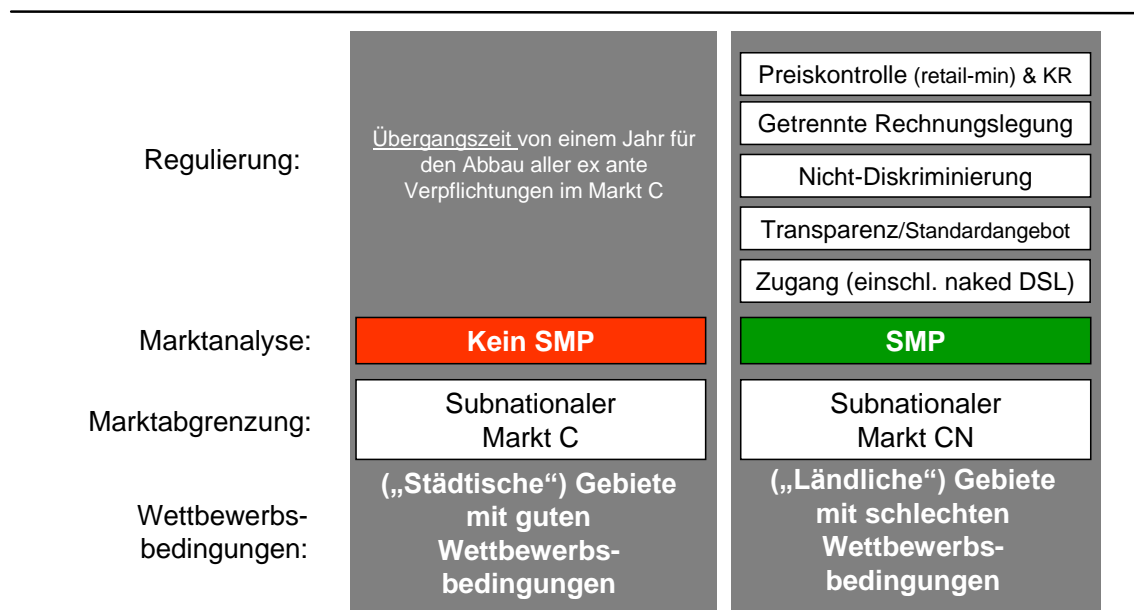 Regulierung:
Übergangszeit von einem Jahr für
den Abbau aller ex ante
Verpflichtungen im Markt C
Preiskontrolle (retail-min) & KR
Getrennte Rechnungslegung
Nicht-Diskriminierung
Transparenz/Standardangebot
Zugang (einschl. naked DSL)
Marktanalyse:
Kein SMP
SMP
Marktabgrenzung:
Subnationaler
Markt C
Subnationaler
Markt CN
Wettbewerbs-
bedingungen:
(„Städtische“) Gebiete
mit guten
Wettbewerbs-
bedingungen
(„Ländliche“) Gebiete
mit schlechten
Wettbewerbs-
bedingungen